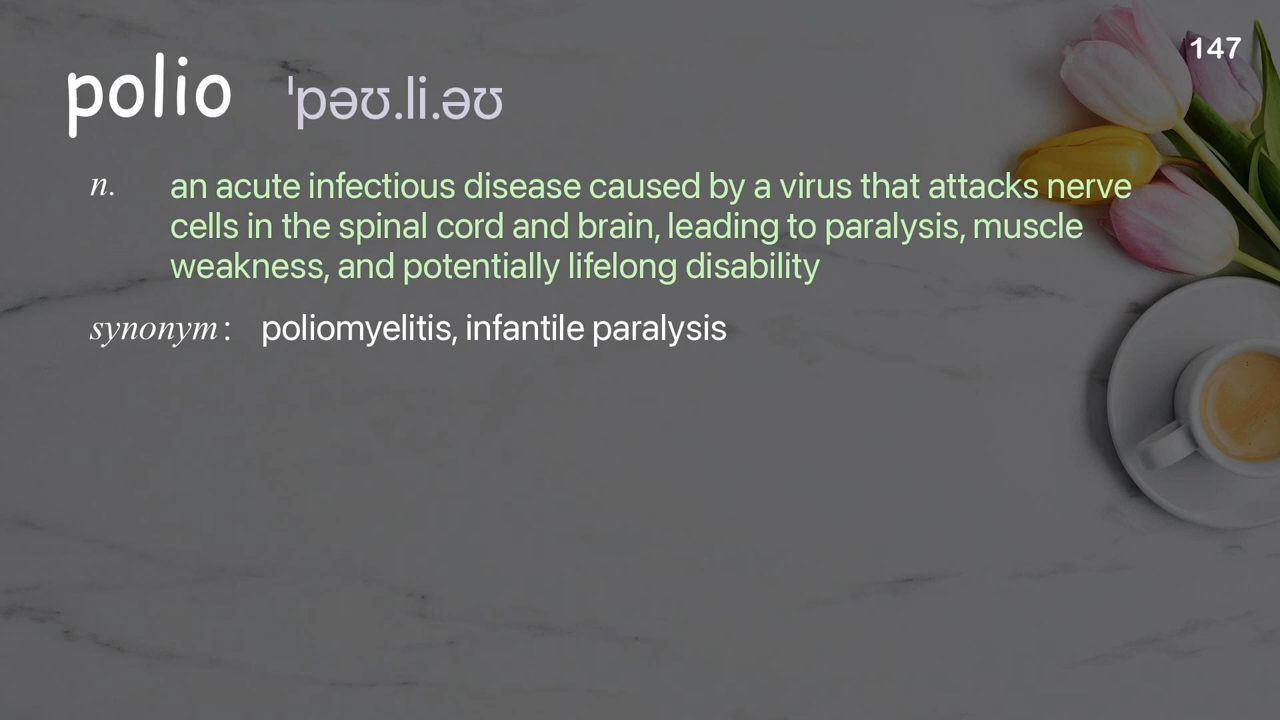 147
polio ˈpəʊ.li.əʊ
n. an acute infectious disease caused by a virus that attacks nerve
cells in the spinal cord and brain, leading to paralysis, muscle
weakness, and potentially lifelong disability
synonym: poliomyelitis, infantile paralysis